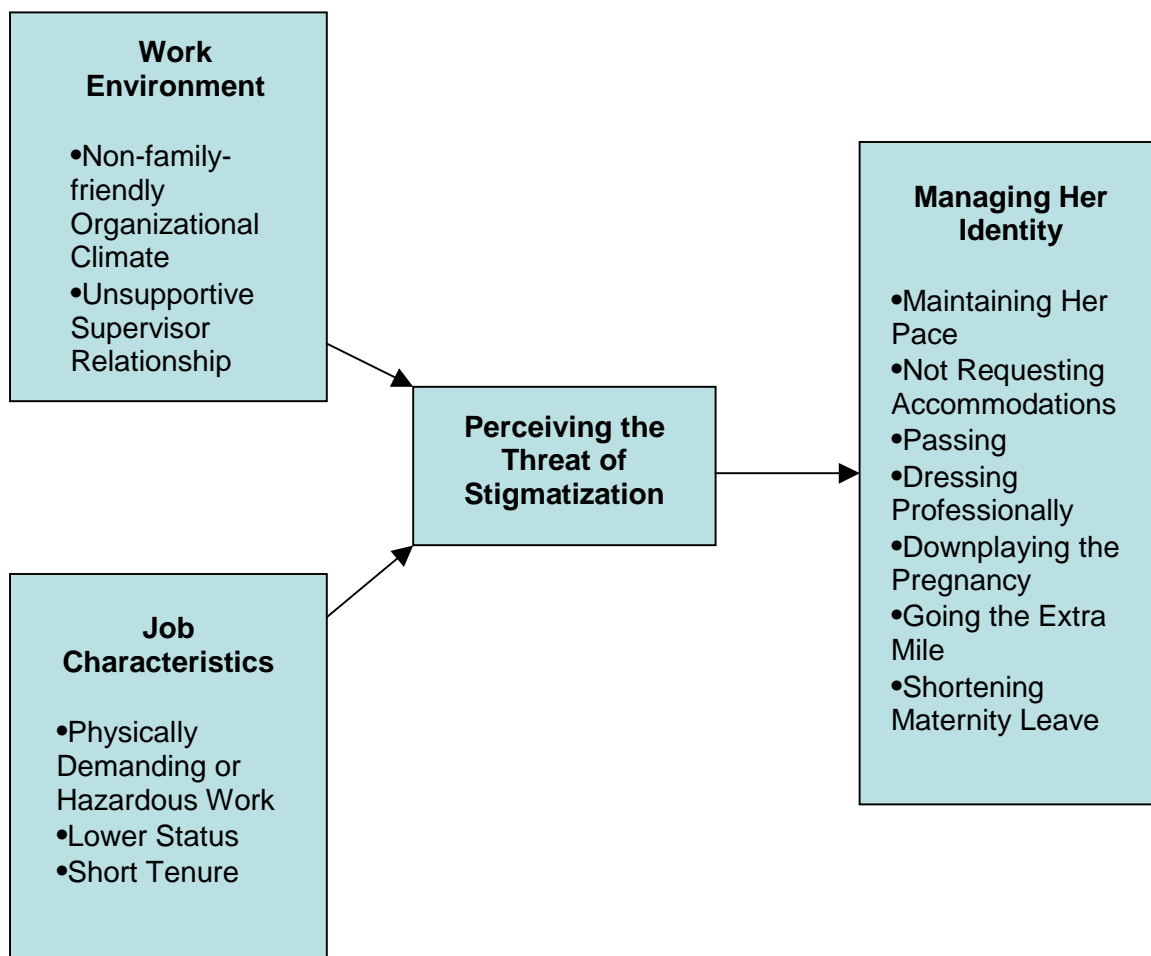 Work
Environment
•Non-family-
friendly
Organizational
Climate
•Unsupportive
Supervisor
Relationship
Job
Characteristics
•Physically
Demanding or
Hazardous Work
•Lower Status
•Short Tenure
Perceiving the
Threat of
Stigmatization
Managing Her
Identity
•Maintaining Her
Pace
•Not Requesting
Accommodations
•Passing
•Dressing
Professionally
•Downplaying the
Pregnancy
•Going the Extra
Mile
•Shortening
Maternity Leave